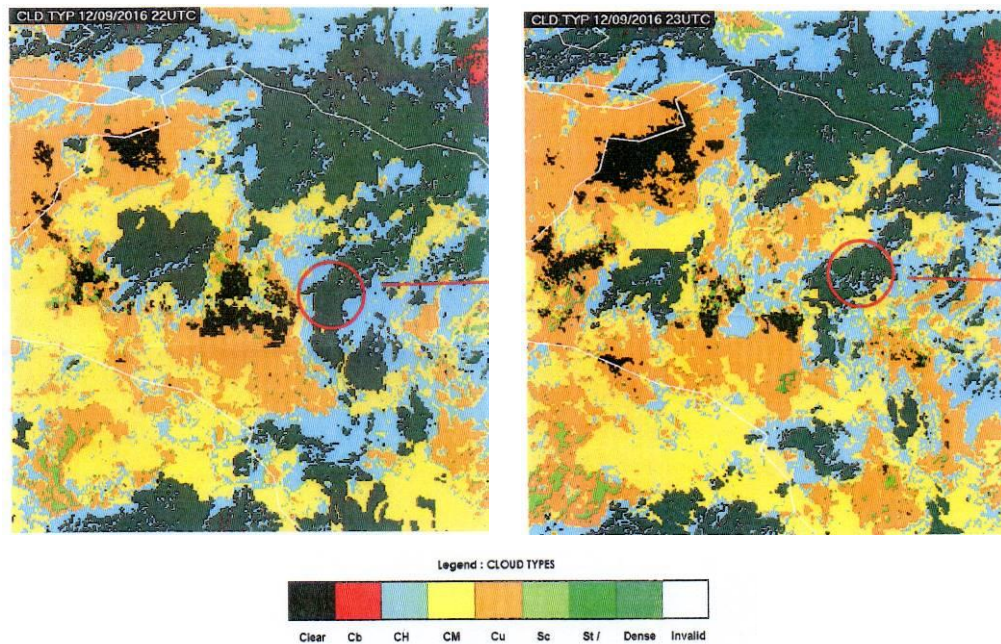 CLD TYP 12/09/2016 22UTC
CLD TYP 12/09/2016 23UTC
Legend : CLOUD TYPES
Clear Cb CH CM Cu Sc St / Dense Invalid